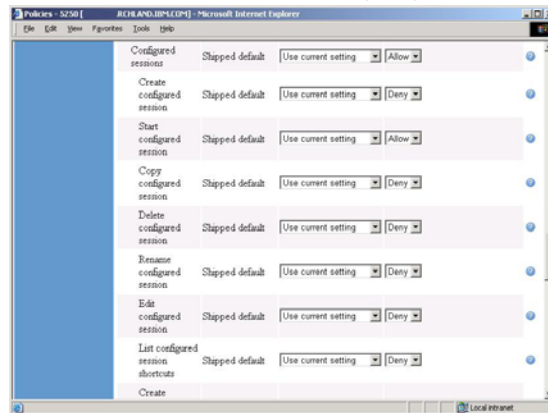 Policies - 5250 [ .RCHLAND.IBM.COM] - Microsoft Internet Explorer
File Edit View Favorites Tools Help
Configured
sessions
Shipped default Use current setting Allow
Create
configured
session
Shipped default Use current setting Deny
Start
configured
session
Shipped default Use current setting Allow
Copy
configured
session
Shipped default Use current setting Deny
Delete
configured
session
Shipped default Use current setting Deny
Rename
configured
session
Shipped default Use current setting Deny
Edit
configured
session
Shipped default Use current setting Deny
List configured
session
shortcuts
Shipped default Use current setting Deny
Create
Local intranet